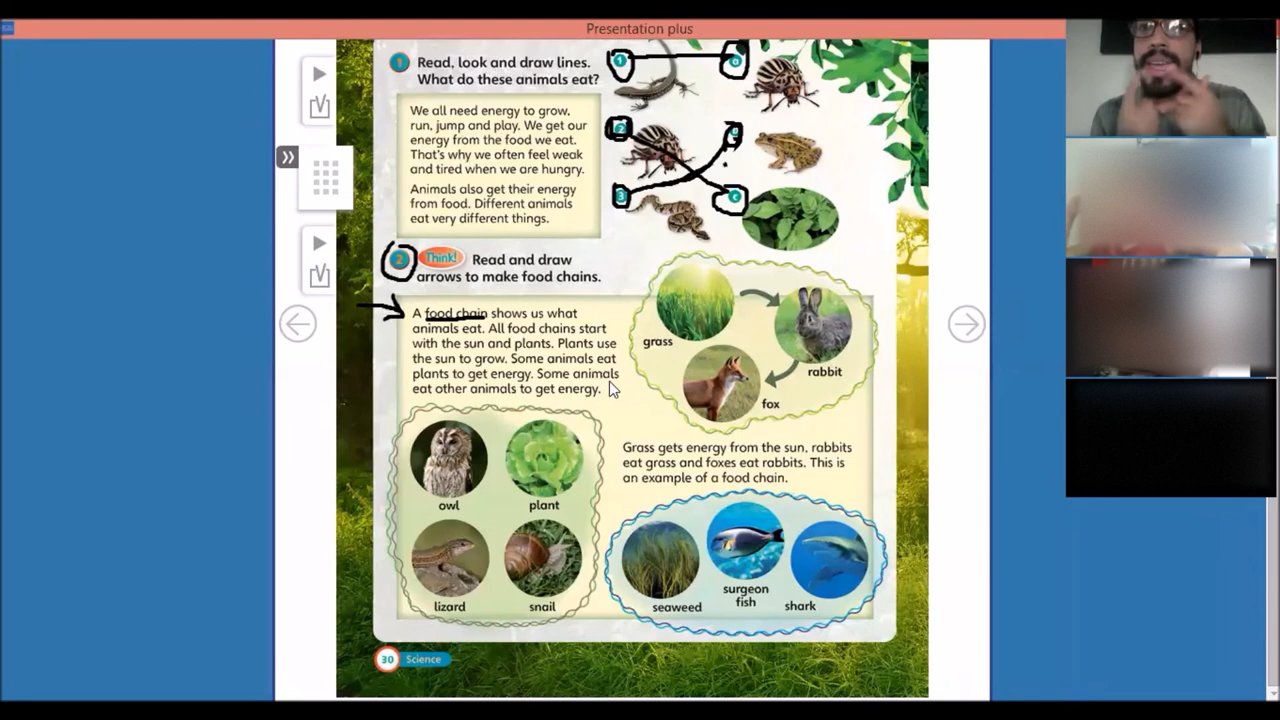 Presentation plus
1 Read, look and draw lines.
What do these animals eat?
We all need energy to grow,
run, jump and play. We get our
energy from the food we eat.
That's why we often feel weak
and tired when we are hungry.
Animals also get their energy
from food. Different animals
eat very different things.
1
a
2
3
c
2 Think! Read and draw
arrows to make food chains.
A food chain shows us what
animals eat. All food chains start
with the sun and plants. Plants use
the sun to grow. Some animals eat
plants to get energy. Some animals
eat other animals to get energy.
grass
rabbit
fox
Grass gets energy from the sun, rabbits
eat grass and foxes eat rabbits. This is
an example of a food chain.
owl
plant
lizard
snail
seaweed
surgeon
fish
shark
30 Science